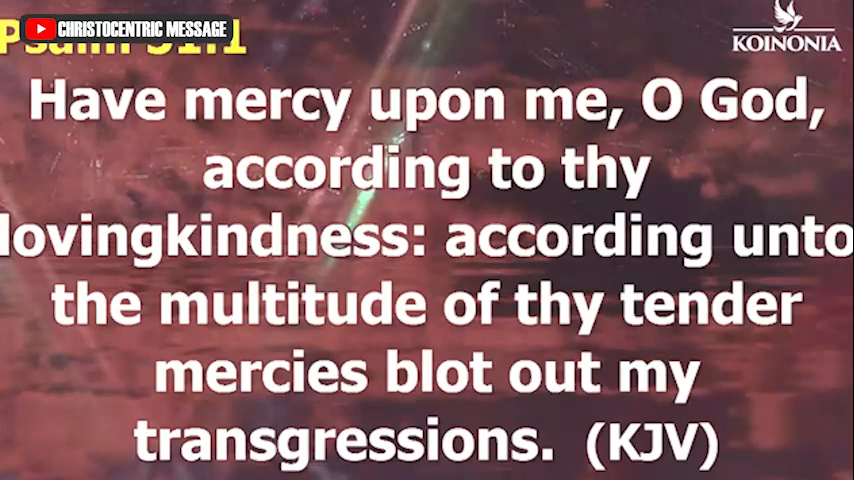 CHRISTOCENTRIC MESSAGE
Psalm 51:1
KOINONIA
Have mercy upon me, O God,
according to thy
lovingkindness: according unto
the multitude of thy tender
mercies blot out my
transgressions. (KJV)